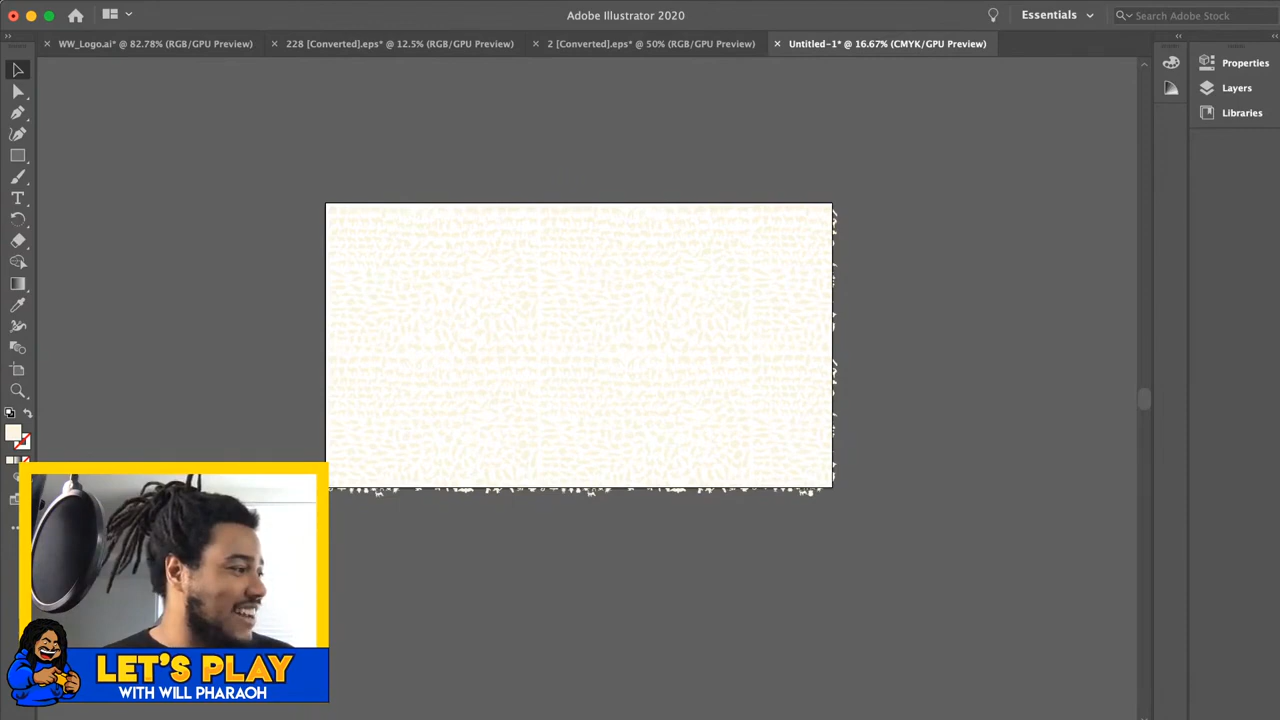 Adobe Illustrator 2020
Essentials
Search Adobe Stock
WW_Logo.ai* @ 82.78% (RGB/GPU Preview)
228 [Converted].eps* @ 12.5% (RGB/GPU Preview)
2 [Converted].eps* @ 50% (RGB/GPU Preview)
Untitled-1* @ 16.67% (CMYK/GPU Preview)
Properties
Layers
Libraries
LET'S PLAY
WITH WILL PHARAOH